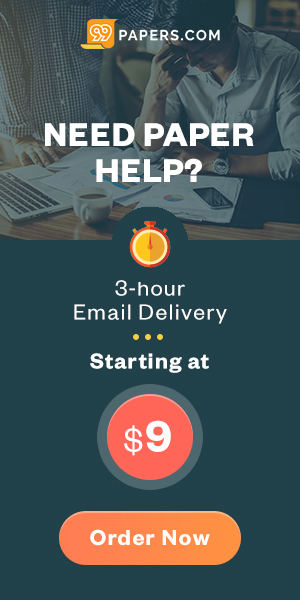 99 PAPERS.COM
NEED PAPER
HELP?
3-hour
Email Delivery
Starting at
$9
Order Now